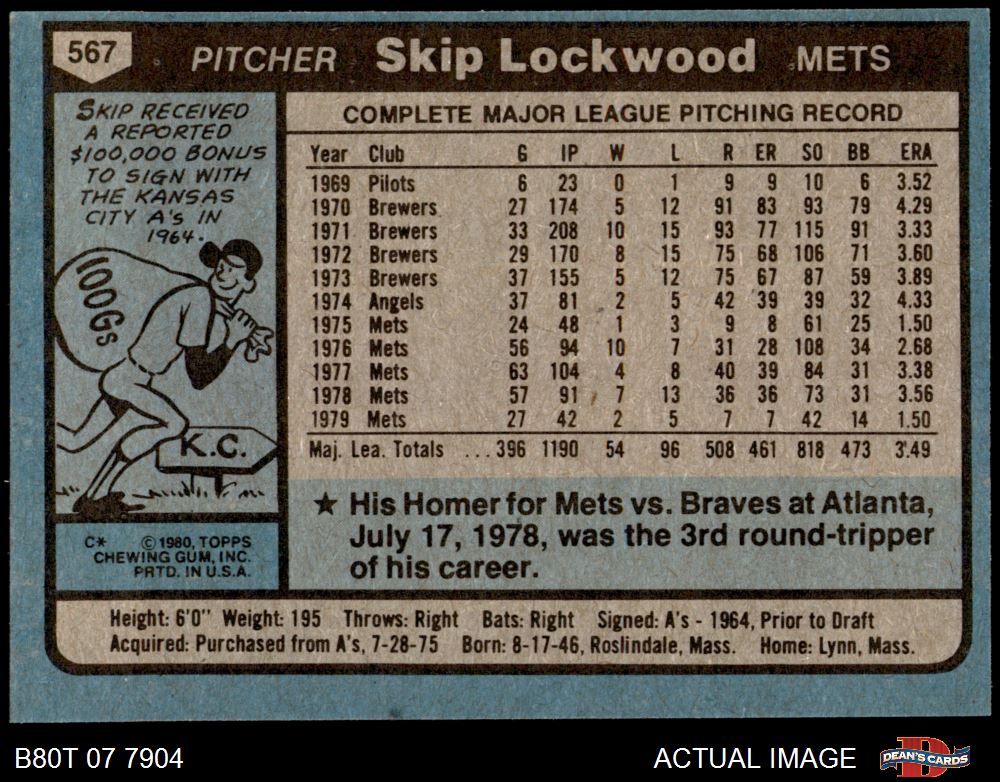 567 PITCHER Skip Lockwood METS
SKIP RECEIVED
A REPORTED
$100,000 BONUS
TO SIGN WITH
THE KANSAS
CITY A'S IN
1964.
100Gs
K.C.
C* © 1980, TOPPS
CHEWING GUM, INC.
PRTD. IN U.S.A.
COMPLETE MAJOR LEAGUE PITCHING RECORD
Year Club G IP W L R ER SO BB ERA
1969 Pilots 6 23 0 1 9 9 10 6 3.52
1970 Brewers 27 174 5 12 91 83 93 79 4.29
1971 Brewers 33 208 10 15 93 77 115 91 3.33
1972 Brewers 29 170 8 15 75 68 106 71 3.60
1973 Brewers 37 155 5 12 75 67 87 59 3.89
1974 Angels 37 81 2 5 42 39 39 32 4.33
1975 Mets 24 48 1 3 9 8 61 25 1.50
1976 Mets 56 94 10 7 31 28 108 34 2.68
1977 Mets 63 104 4 8 40 39 84 31 3.38
1978 Mets 57 91 7 13 36 36 73 31 3.56
1979 Mets 27 42 2 5 7 7 42 14 1.50
Maj. Lea. Totals ... 396 1190 54 96 508 461 818 473 3.49
★ His Homer for Mets vs. Braves at Atlanta,
July 17, 1978, was the 3rd round-tripper
of his career.
Height: 6'0" Weight: 195 Throws: Right Bats: Right Signed: A's - 1964, Prior to Draft
Acquired: Purchased from A's, 7-28-75 Born: 8-17-46, Roslindale, Mass. Home: Lynn, Mass.
B80T 07 7904 ACTUAL IMAGE DEAN'S CARDS